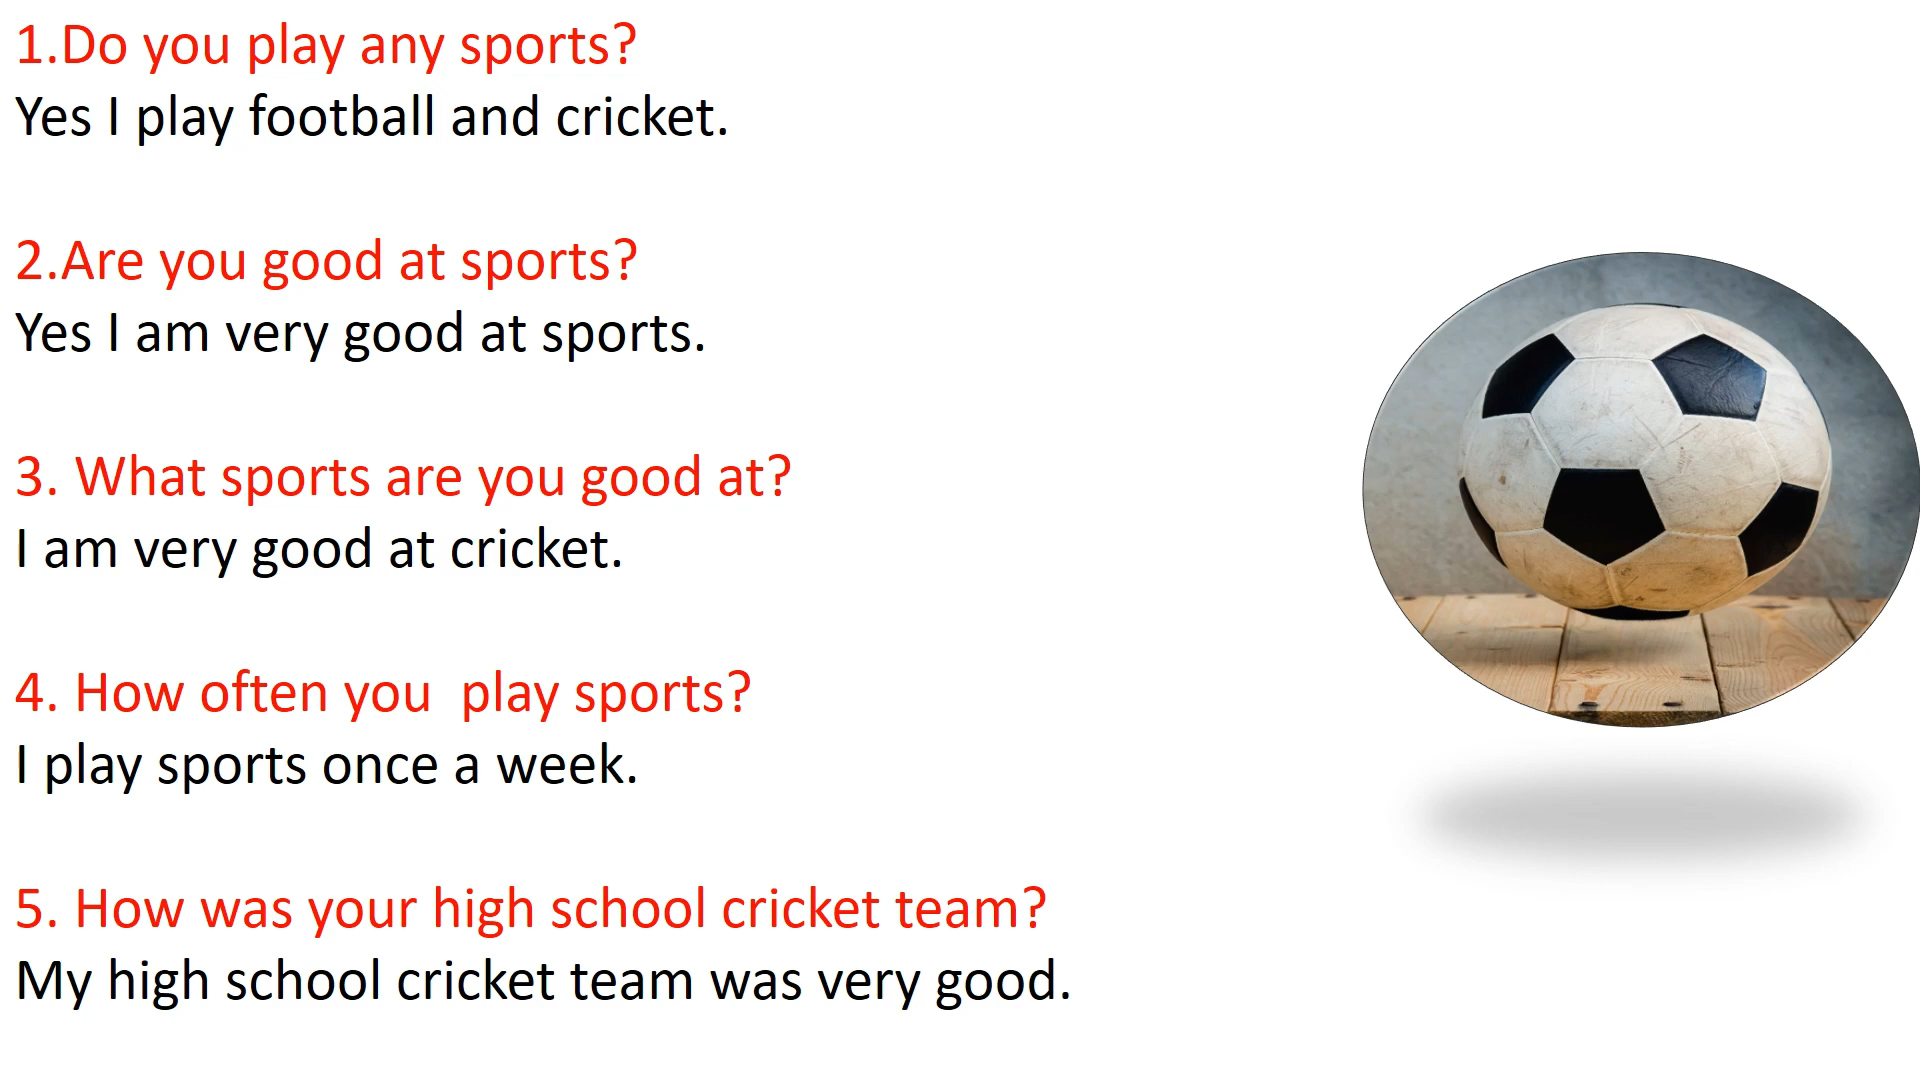 1.Do you play any sports?
Yes I play football and cricket.
2.Are you good at sports?
Yes I am very good at sports.
3. What sports are you good at?
I am very good at cricket.
4. How often you  play sports?
I play sports once a week.
5. How was your high school cricket team?
My high school cricket team was very good.